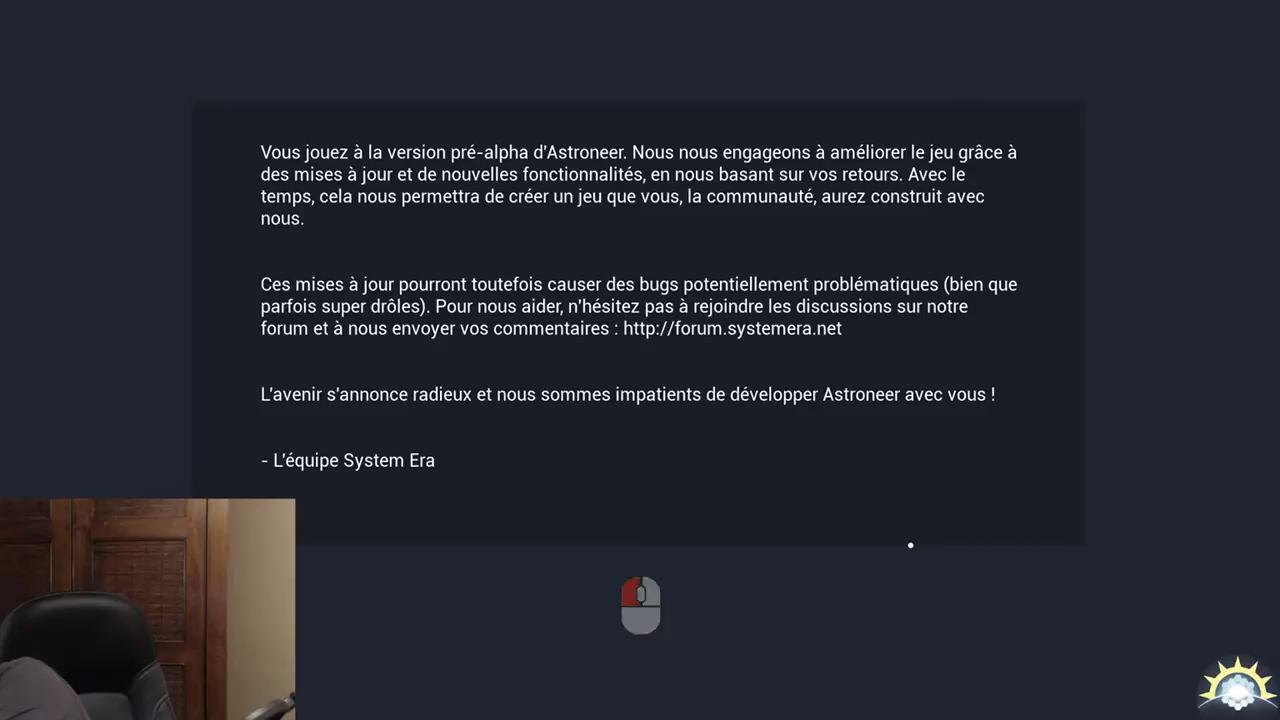 Vous jouez à la version pré-alpha d'Astroneer. Nous nous engageons à améliorer le jeu grâce à
des mises à jour et de nouvelles fonctionnalités, en nous basant sur vos retours. Avec le
temps, cela nous permettra de créer un jeu que vous, la communauté, aurez construit avec
nous.
Ces mises à jour pourront toutefois causer des bugs potentiellement problématiques (bien que
parfois super drôles). Pour nous aider, n'hésitez pas à rejoindre les discussions sur notre
forum et à nous envoyer vos commentaires : http://forum.systemera.net
L'avenir s'annonce radieux et nous sommes impatients de développer Astroneer avec vous !
- L'équipe System Era